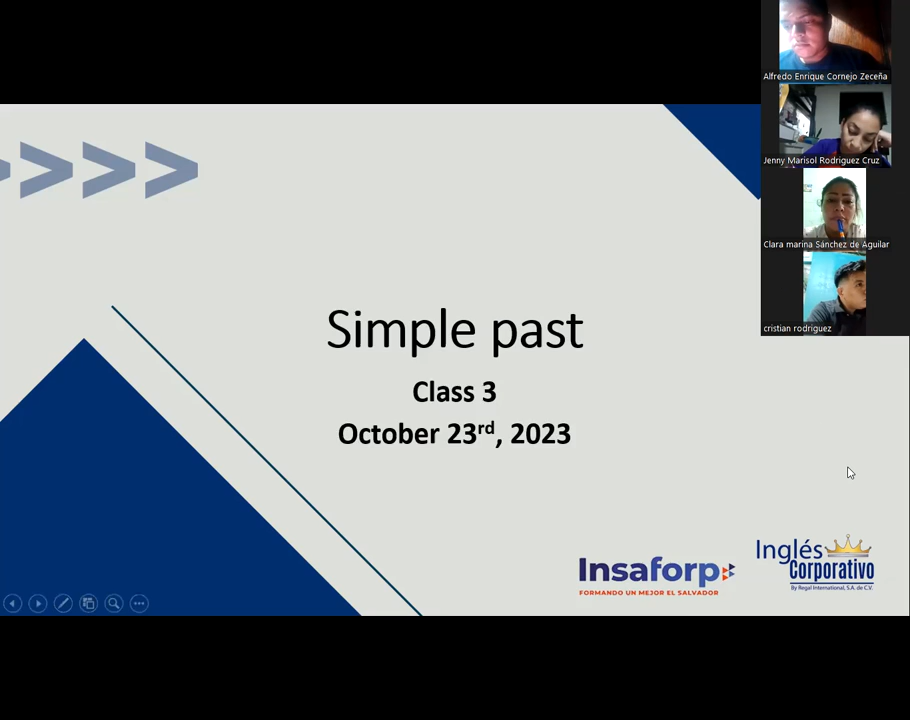 Alfredo Enrique Cornejo Zeceña
Jenny Marisol Rodriguez Cruz
Clara marina Sánchez de Aguilar
cristian rodriguez
>>>>
Simple past
Class 3
October 23rd, 2023
Insaforp
FORMANDO UN MEJOR EL SALVADOR
Inglés
Corporativo
By Regal International, S.A. de C.V.